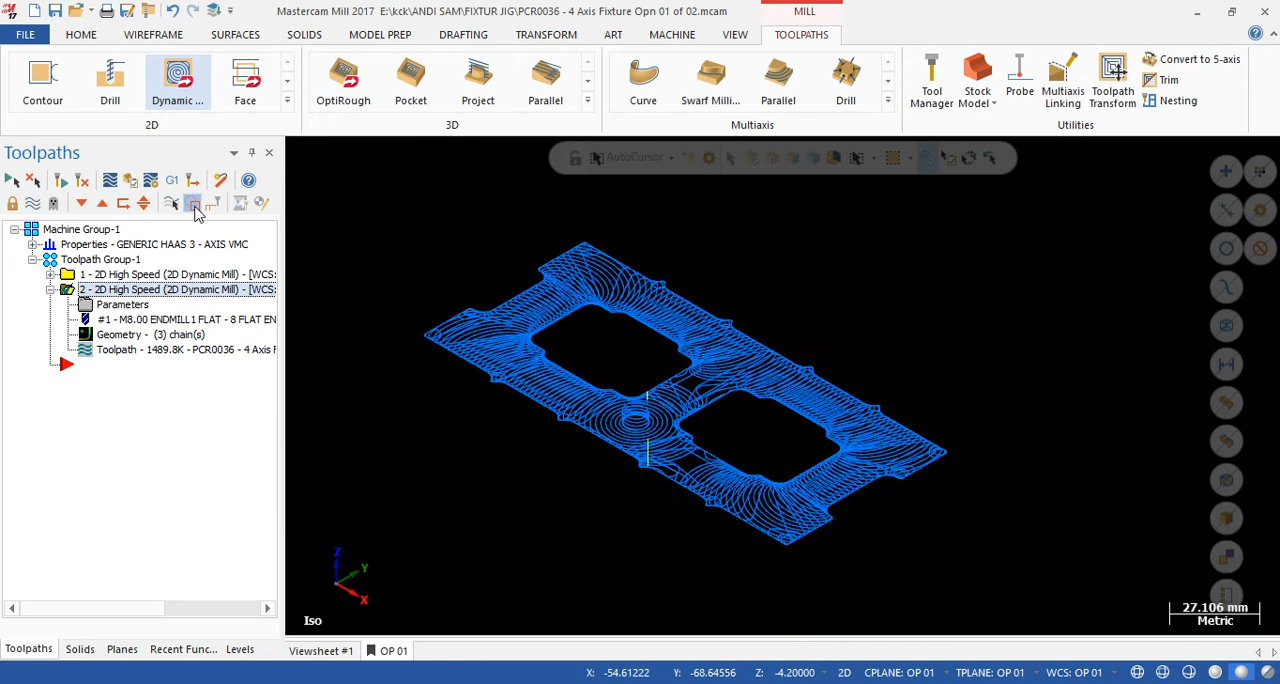 Mastercam Mill 2017 E:\kck\ANDI SAM\FIXTUR JIG\PCR0036 - 4 Axis Fixture Opn 01 of 02.mcam
MILL
17
FILE HOME WIREFRAME SURFACES SOLIDS MODEL PREP DRAFTING TRANSFORM ART MACHINE VIEW TOOLPATHS
Contour Drill Dynamic ... Face
2D
OptiRough Pocket Project Parallel
3D
Curve Swarf Milli... Parallel Drill
Multiaxis
Tool Manager Stock Model Probe Multiaxis Linking Toolpath Transform
Convert to 5-axis
Trim
Nesting
Utilities
Toolpaths
G1
AutoCursor
Machine Group-1
Properties - GENERIC HAAS 3 - AXIS VMC
Toolpath Group-1
1 - 2D High Speed (2D Dynamic Mill) - [WCS:
2 - 2D High Speed (2D Dynamic Mill) - [WCS:
Parameters
#1 - M8.00 ENDMILL1 FLAT - 8 FLAT EN
Geometry - (3) chain(s)
Toolpath - 1489.8K - PCR0036 - 4 Axis F
Z
Y
X
Iso
27.106 mm
Metric
Toolpaths Solids Planes Recent Func... Levels
Viewsheet #1 OP 01
X: -54.61222 Y: -68.64556 Z: -4.20000 2D CPLANE: OP 01 TPLANE: OP 01 WCS: OP 01